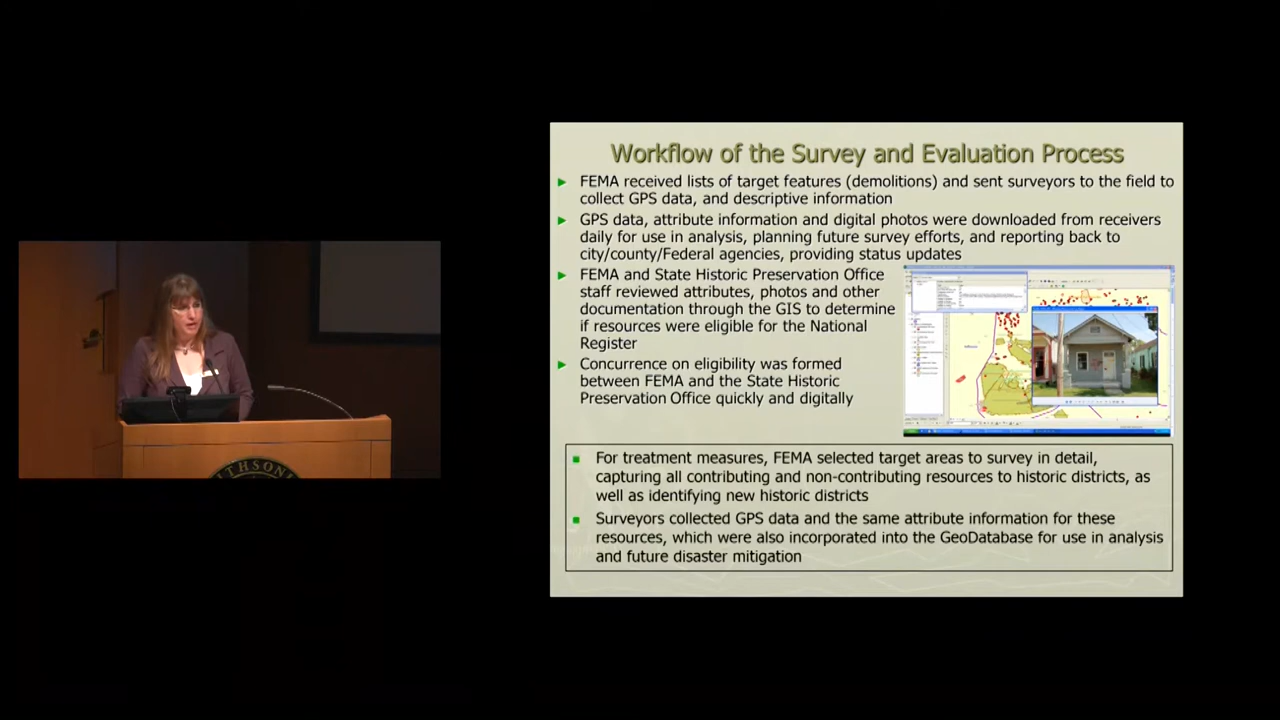 Workflow of the Survey and Evaluation Process
FEMA received lists of target features (demolitions) and sent surveyors to the field to
collect GPS data, and descriptive information
GPS data, attribute information and digital photos were downloaded from receivers
daily for use in analysis, planning future survey efforts, and reporting back to
city/county/Federal agencies, providing status updates
FEMA and State Historic Preservation Office
staff reviewed attributes, photos and other
documentation through the GIS to determine
if resources were eligible for the National
Register
Concurrence on eligibility was formed
between FEMA and the State Historic
Preservation Office quickly and digitally
For treatment measures, FEMA selected target areas to survey in detail,
capturing all contributing and non-contributing resources to historic districts, as
well as identifying new historic districts
Surveyors collected GPS data and the same attribute information for these
resources, which were also incorporated into the GeoDatabase for use in analysis
and future disaster mitigation
ITHSONI